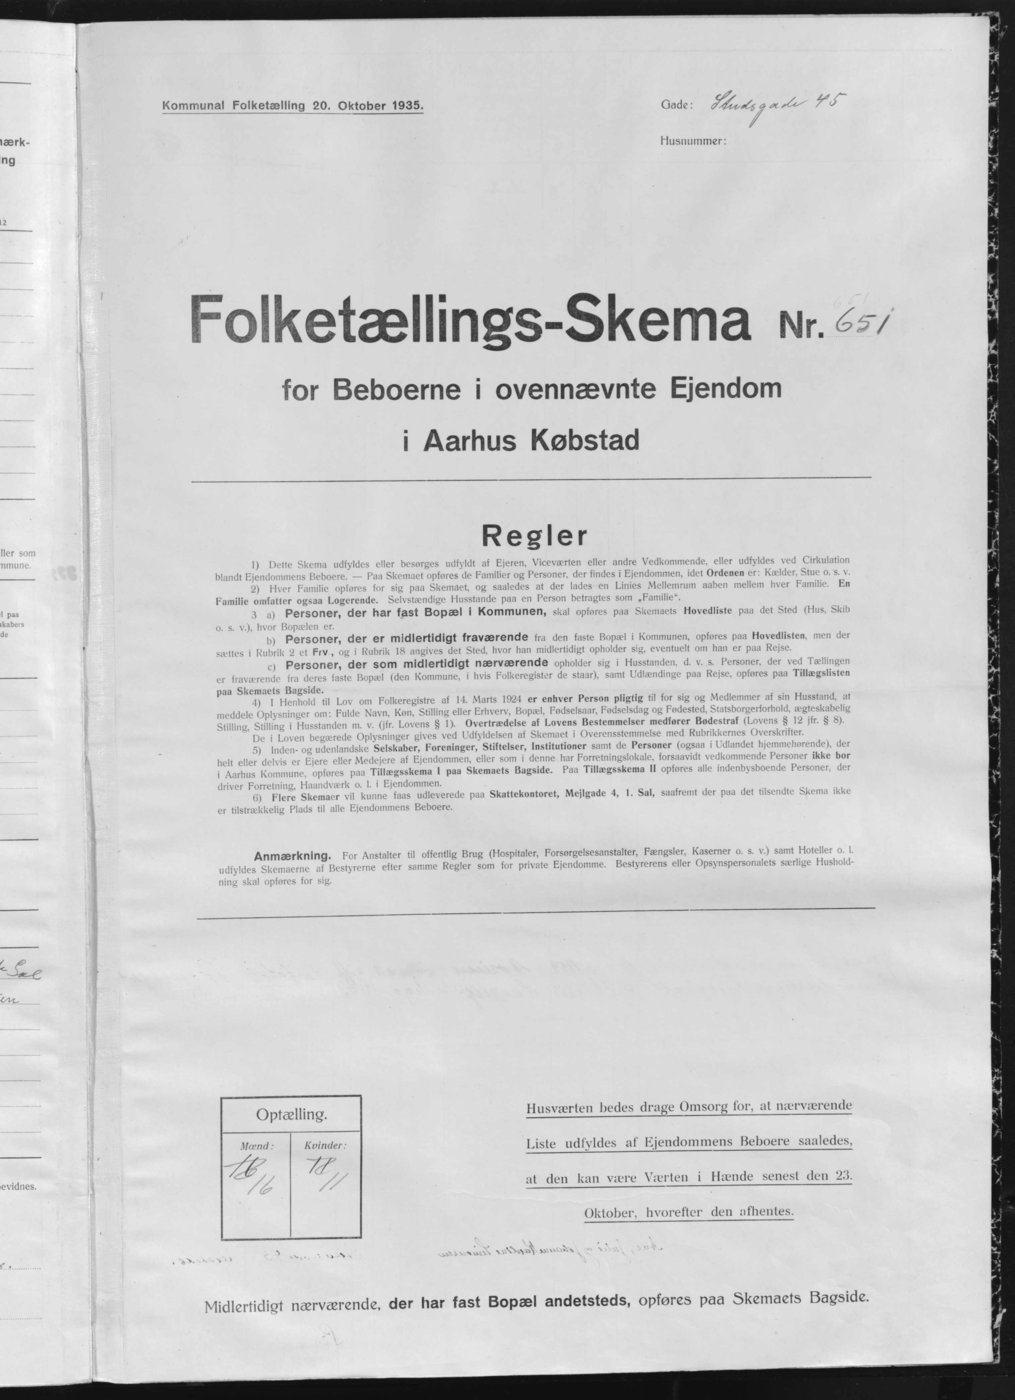 Kommunal Folketælling 20. Oktober 1935.
Gade: Studsgade 45
Husnummer:
Folketællings-Skema Nr. 651
for Beboerne i ovennævnte Ejendom
i Aarhus Købstad
Regler
1) Dette Skema udfyldes eller besørges udfyldt af Ejeren, Viceværten eller andre Vedkommende, eller udfyldes ved Cirkulation
blandt Ejendommens Beboere. — Paa Skemaet opføres de Familier og Personer, der findes i Ejendommen, idet Ordenen er: Kælder, Stue o. s. v.
2) Hver Familie opføres for sig paa Skemaet, og saaledes at der lades en Linies Mellemrum aaben mellem hver Familie. En
Familie omfatter ogsaa Logerende. Selvstændige Husstande paa en Person betragtes som „Familie“.
3 a) Personer, der har fast Bopæl i Kommunen, skal opføres paa Skemaets Hovedliste paa det Sted (Hus, Skib
o. s. v.), hvor Bopælen er.
b) Personer, der er midlertidigt fraværende fra den faste Bopæl i Kommunen, opføres paa Hovedlisten, men der
sættes i Rubrik 2 et Frv., og i Rubrik 18 angives det Sted, hvor han midlertidigt opholder sig, eventuelt om han er paa Rejse.
c) Personer, der som midlertidigt nærværende opholder sig i Husstanden, d. v. s. Personer, der ved Tællingen
er fraværende fra deres faste Bopæl (den Kommune, i hvis Folkeregister de staar), samt Udlændinge paa Rejse, opføres paa Tillægslisten
paa Skemaets Bagside.
4) I Henhold til Lov om Folkeregistre af 14. Marts 1924 er enhver Person pligtig til for sig og Medlemmer af sin Husstand, at
meddele Oplysninger om: Fulde Navn, Køn, Stilling eller Erhverv, Bopæl, Fødselsaar, Fødselsdag og Fødested, Statsborgerforhold, ægteskabelig
Stilling, Stilling i Husstanden m. v. (jfr. Lovens § 1). Overtrædelse af Lovens Bestemmelser medfører Bødestraf (Lovens § 12 jfr. § 8).
De i Loven begærede Oplysninger gives ved Udfyldelsen af Skemaet i Overensstemmelse med Rubrikkernes Overskrifter.
5) Inden- og udenlandske Selskaber, Foreninger, Stiftelser, Institutioner samt de Personer (ogsaa i Udlandet hjemmehørende), der
helt eller delvis er Ejere eller Medejere af Ejendommen, eller som i denne har Forretningslokale, forsaavidt vedkommende Personer ikke bor
i Aarhus Kommune, opføres paa Tillægsskema I paa Skemaets Bagside. Paa Tillægsskema II opføres alle indenbysboende Personer, der
driver Forretning, Haandværk o. l. i Ejendommen.
6) Flere Skemaer vil kunne faas udleverede paa Skattekontoret, Mejlgade 4, 1. Sal, saafremt der paa det tilsendte Skema ikke
er tilstrækkelig Plads til alle Ejendommens Beboere.
Anmærkning. For Anstalter til offentlig Brug (Hospitaler, Forsørgelsesanstalter, Fængsler, Kaserner o. s. v.) samt Hoteller o. l.
udfyldes Skemaerne af Bestyrerne efter samme Regler som for private Ejendomme. Bestyrerens eller Opsynspersonalets særlige Hushold-
ning skal opføres for sig.
Optælling.
Mænd: Kvinder:
16 11
Husværten bedes drage Omsorg for, at nærværende
Liste udfyldes af Ejendommens Beboere saaledes,
at den kan være Værten i Hænde senest den 23.
Oktober, hvorefter den afhentes.
Midlertidigt nærværende, der har fast Bopæl andetsteds, opføres paa Skemaets Bagside.